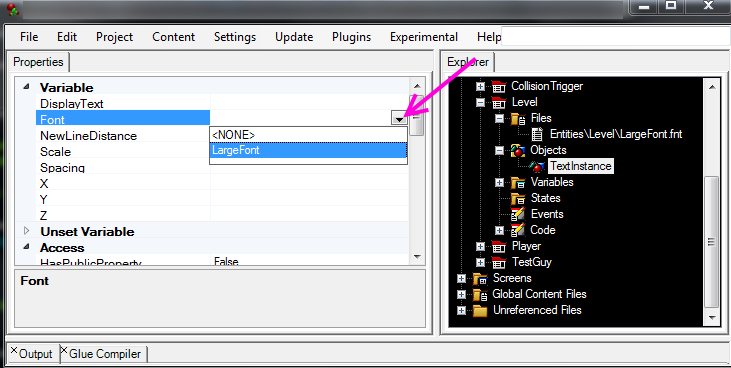 File Edit Project Content Settings Update Plugins Experimental Help
Properties
Variable
DisplayText
Font
NewLineDistance
<NONE>
Scale
LargeFont
Spacing
X
Y
Z
Unset Variable
Access
HasPublicProperty False
Font
Explorer
CollisionTrigger
Level
Files
Entities\Level\LargeFont.fnt
Objects
TextInstance
Variables
States
Events
Code
Player
TestGuy
Screens
Global Content Files
Unreferenced Files
Output Glue Compiler